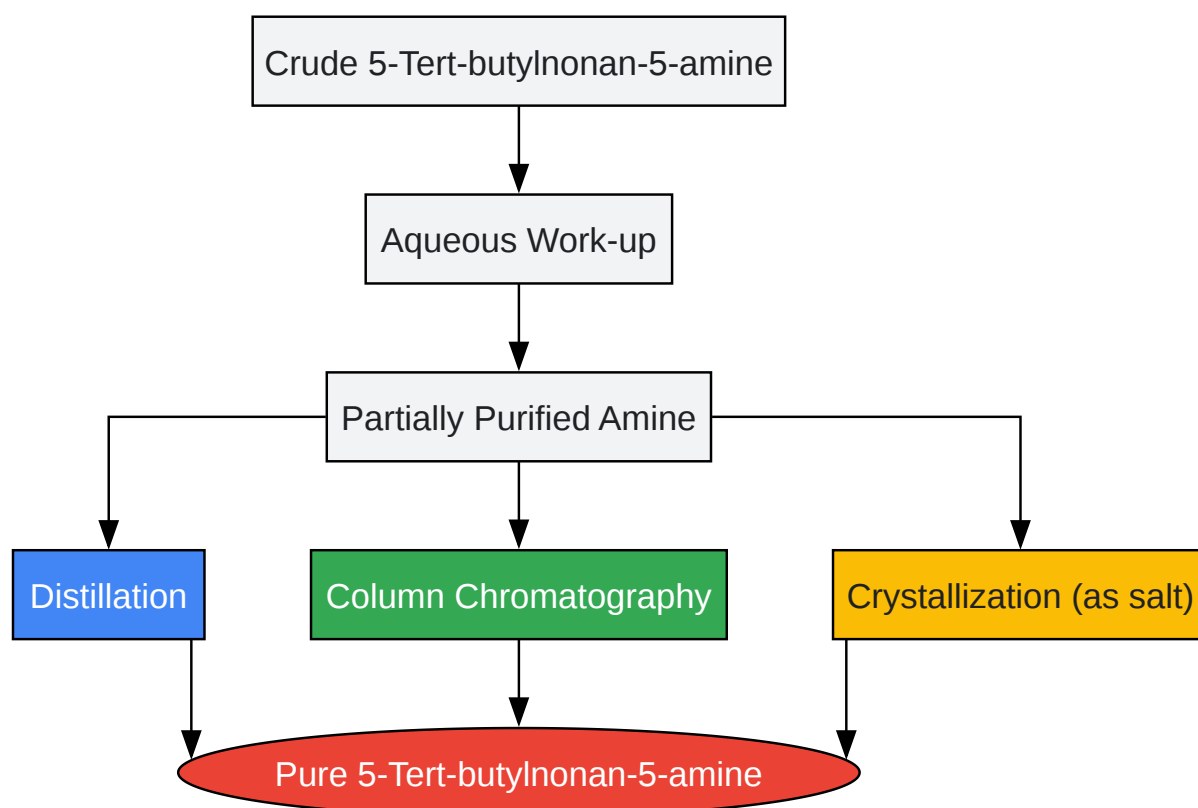 Crude 5-Tert-butylnonan-5-amine
Aqueous Work-up
Partially Purified Amine
Distillation
Column Chromatography
Crystallization (as salt)
Pure 5-Tert-butylnonan-5-amine